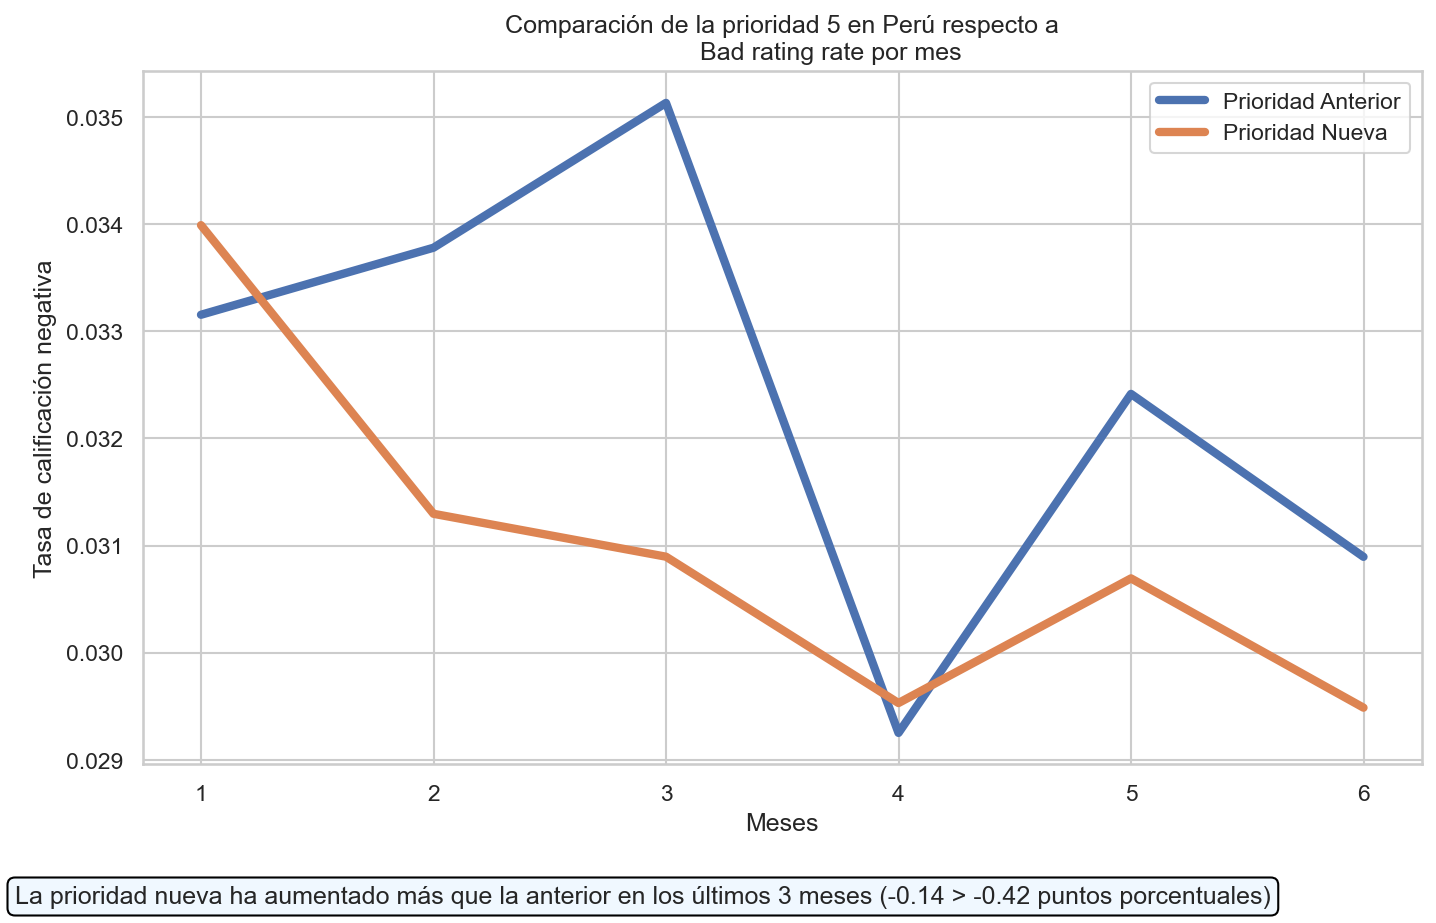 Comparación de la prioridad 5 en Perú respecto a
Bad rating rate por mes
Prioridad Anterior
Prioridad Nueva
Tasa de calificación negativa
0.035
0.034
0.033
0.032
0.031
0.030
0.029
1 2 3 4 5 6
Meses
La prioridad nueva ha aumentado más que la anterior en los últimos 3 meses (-0.14 > -0.42 puntos porcentuales)